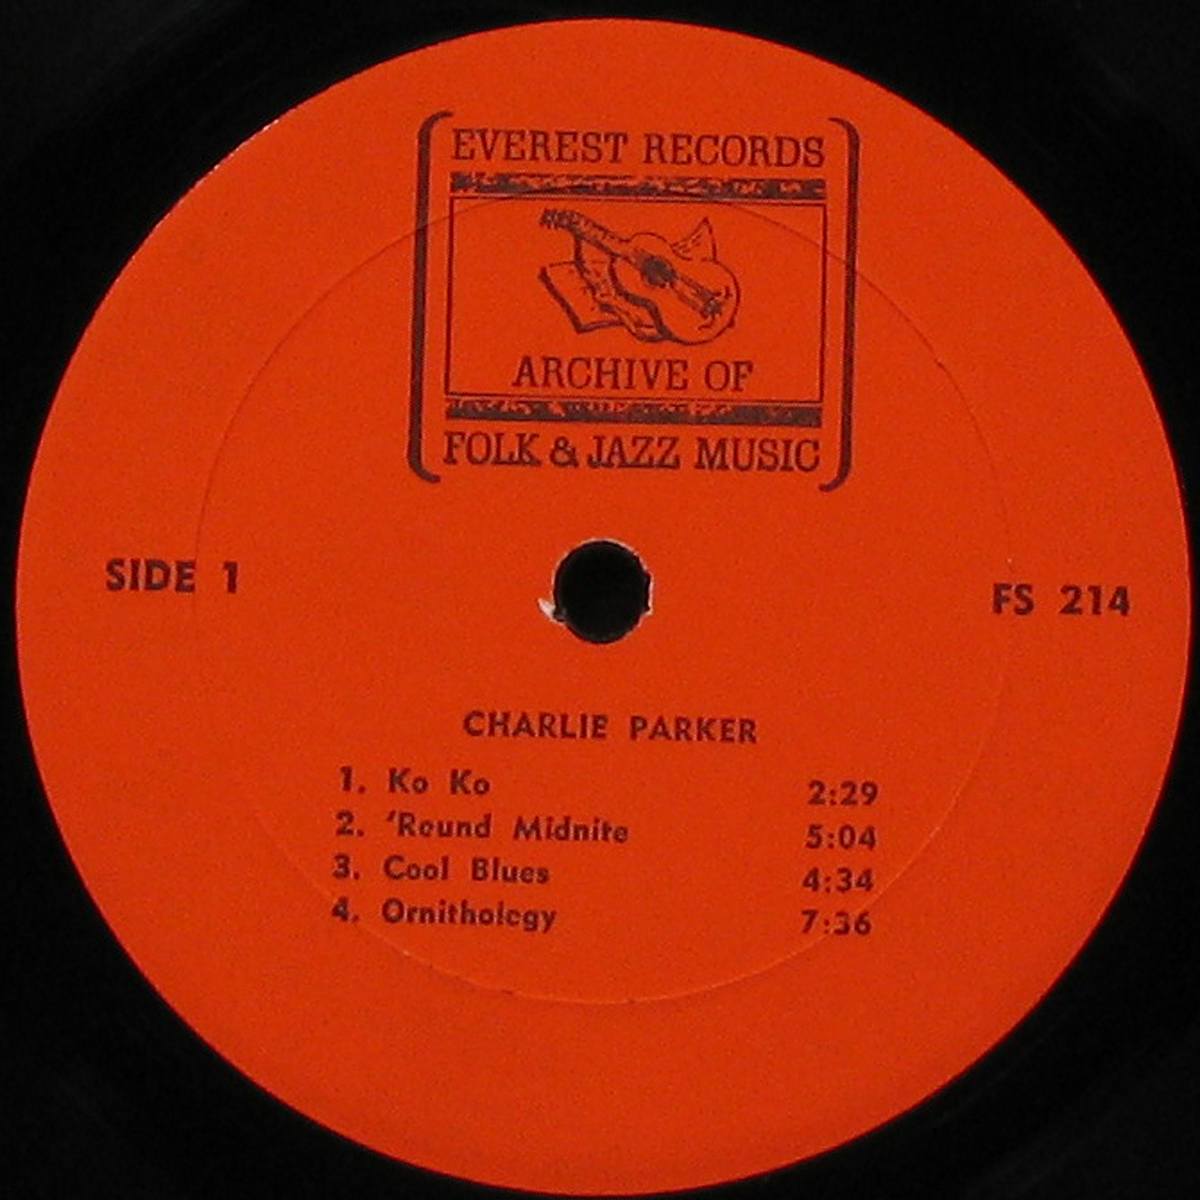 EVEREST RECORDS
ARCHIVE OF
FOLK & JAZZ MUSIC
SIDE 1
FS 214
CHARLIE PARKER
1. Ko Ko 2:29
2. 'Round Midnite 5:04
3. Cool Blues 4:34
4. Ornithology 7:36